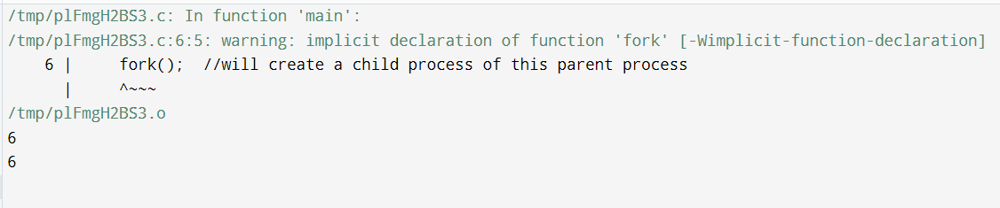 /tmp/plFmgH2BS3.c: In function 'main':
/tmp/plFmgH2BS3.c:6:5: warning: implicit declaration of function 'fork' [-Wimplicit-function-declaration]
    6 |     fork();  //will create a child process of this parent process
      |     ^~~~
/tmp/plFmgH2BS3.o
6
6